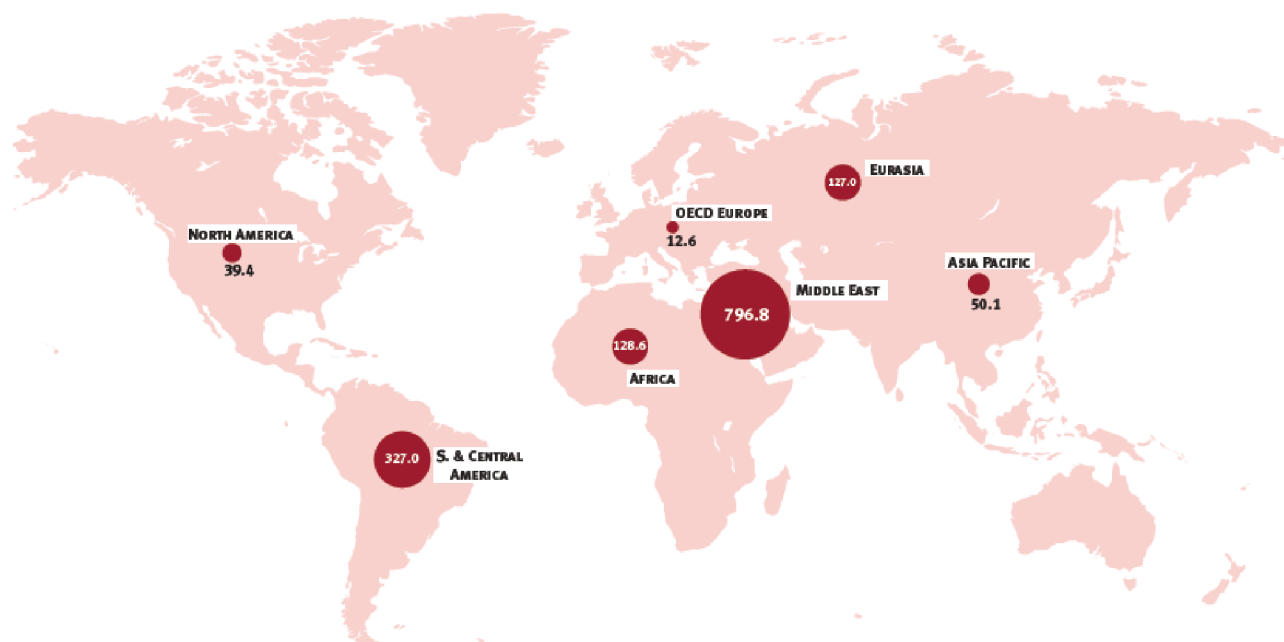 EURASIA
127.0
OECD EUROPE
12.6
NORTH AMERICA
39.4
ASIA PACIFIC
50.1
MIDDLE EAST
796.8
128.6
AFRICA
327.0
S. & CENTRAL
AMERICA